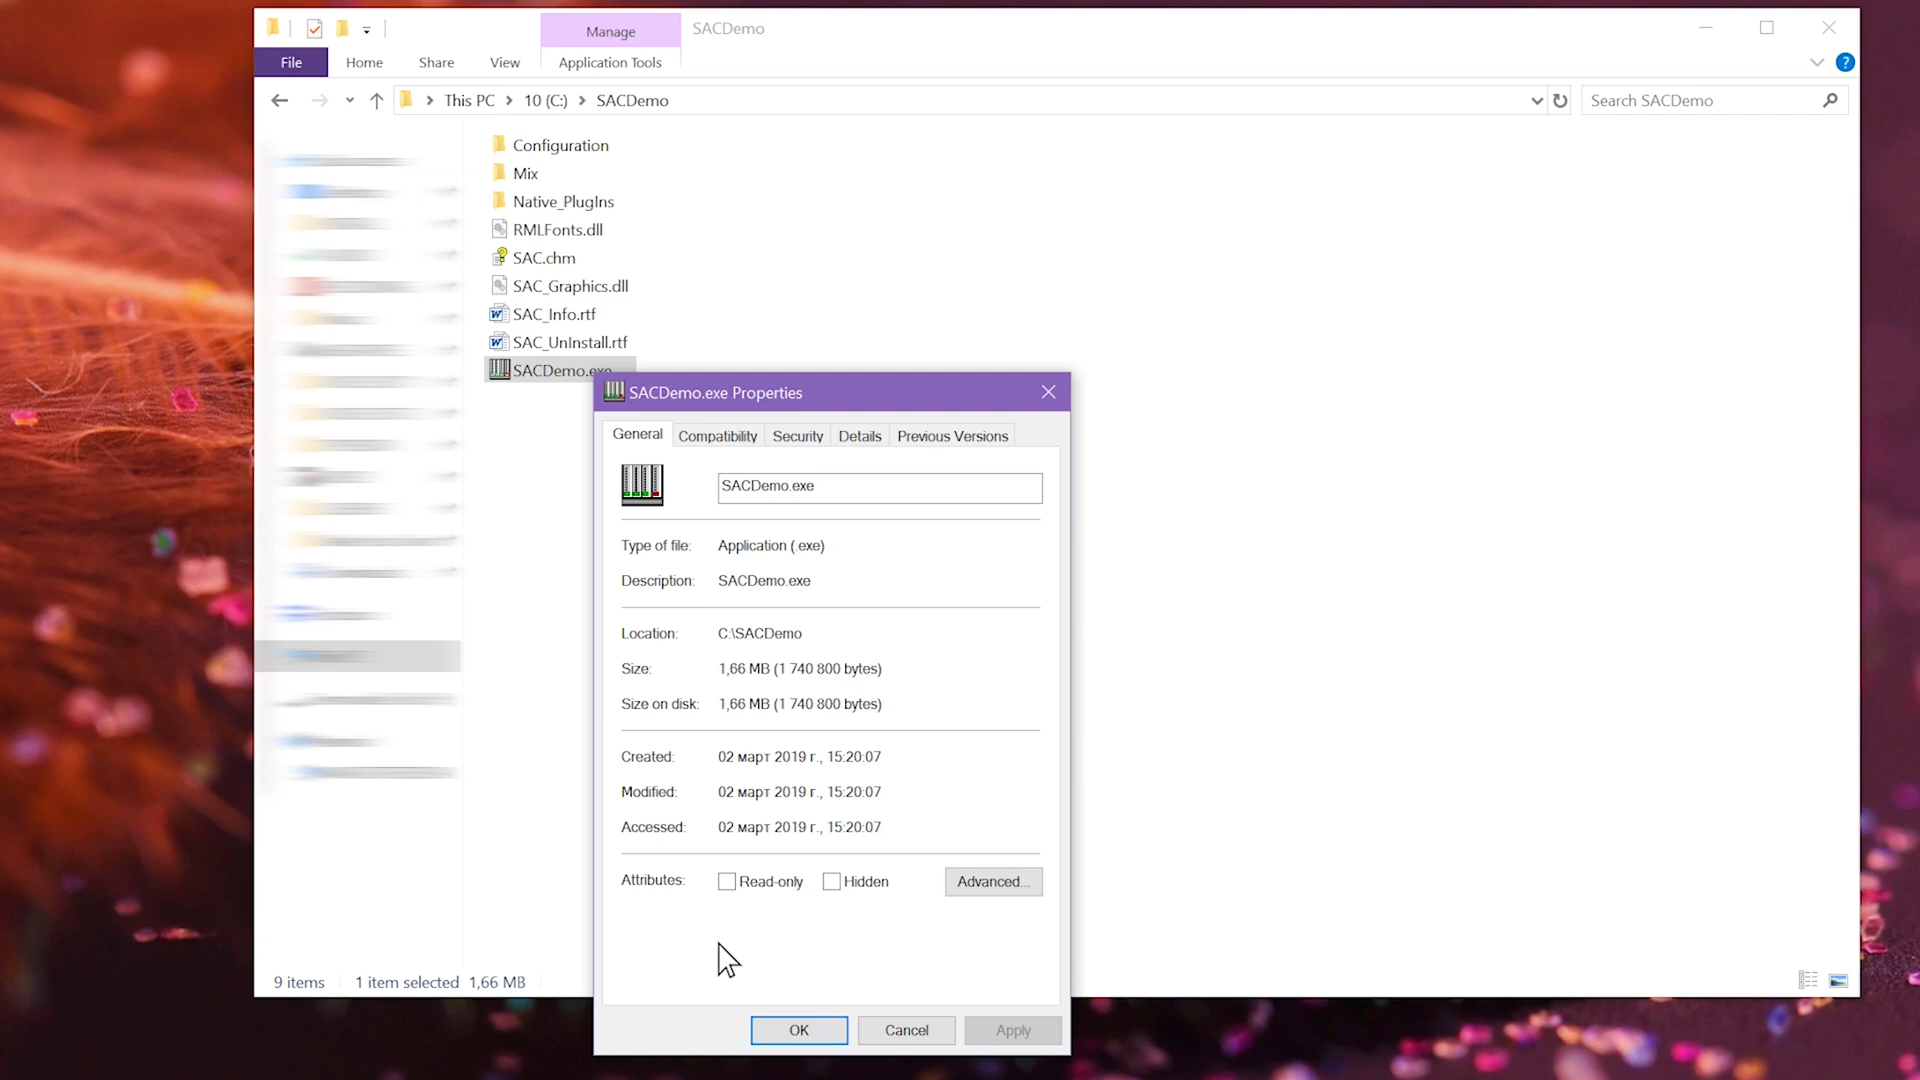 Manage
SACDemo
File
Home
Share
View
Application Tools
This PC
10 (C:)
SACDemo
Search SACDemo
Configuration
Mix
Native_PlugIns
RMLFonts.dll
SAC.chm
SAC_Graphics.dll
SAC_Info.rtf
SAC_UnInstall.rtf
SACDemo.exe
SACDemo.exe Properties
General
Compatibility
Security
Details
Previous Versions
SACDemo.exe
Type of file: Application (.exe)
Description: SACDemo.exe
Location: C:\SACDemo
Size: 1,66 MB (1 740 800 bytes)
Size on disk: 1,66 MB (1 740 800 bytes)
Created: 02 март 2019 г., 15:20:07
Modified: 02 март 2019 г., 15:20:07
Accessed: 02 март 2019 г., 15:20:07
Attributes: Read-only Hidden Advanced...
9 items
1 item selected 1,66 MB
OK
Cancel
Apply